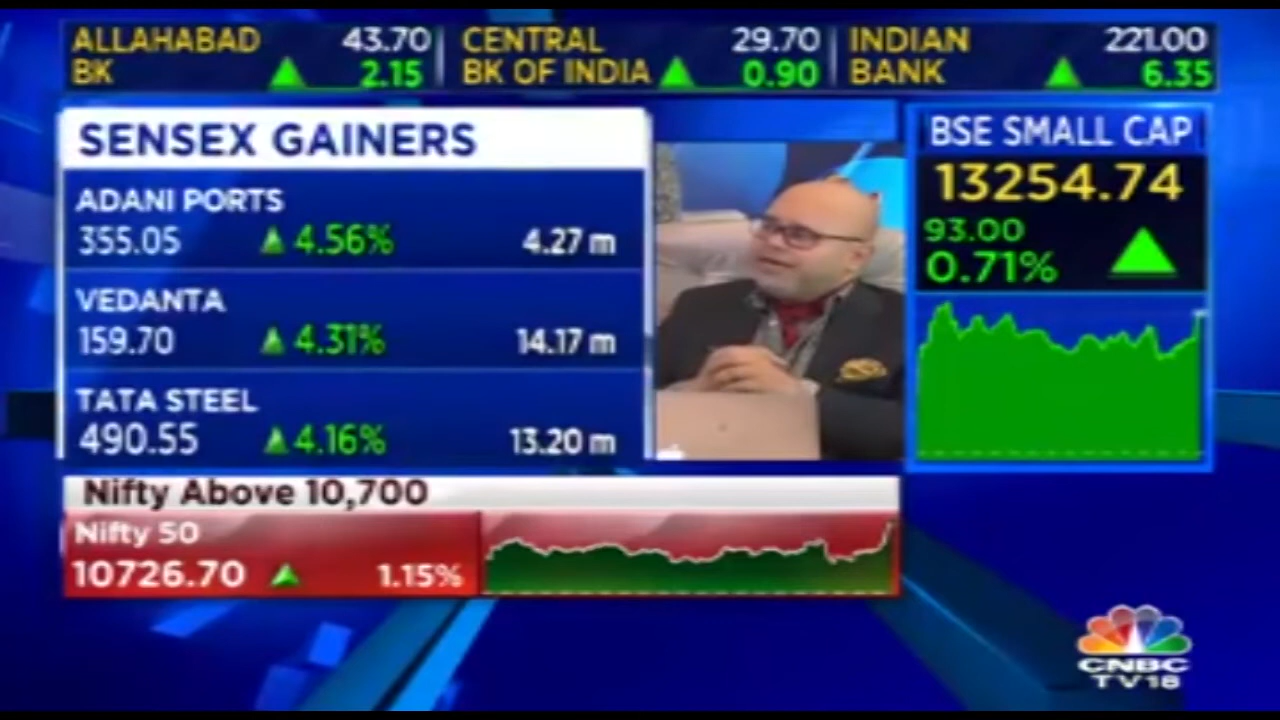 ALLAHABAD 43.70 CENTRAL 29.70 INDIAN 221.00
BK 2.15 BK OF INDIA 0.90 BANK 6.35
SENSEX GAINERS
ADANI PORTS
355.05 4.56% 4.27 m
VEDANTA
159.70 4.31% 14.17 m
TATA STEEL
490.55 4.16% 13.20 m
BSE SMALL CAP
13254.74
93.00
0.71%
Nifty Above 10,700
Nifty 50
10726.70 1.15%
CNBC
TV18